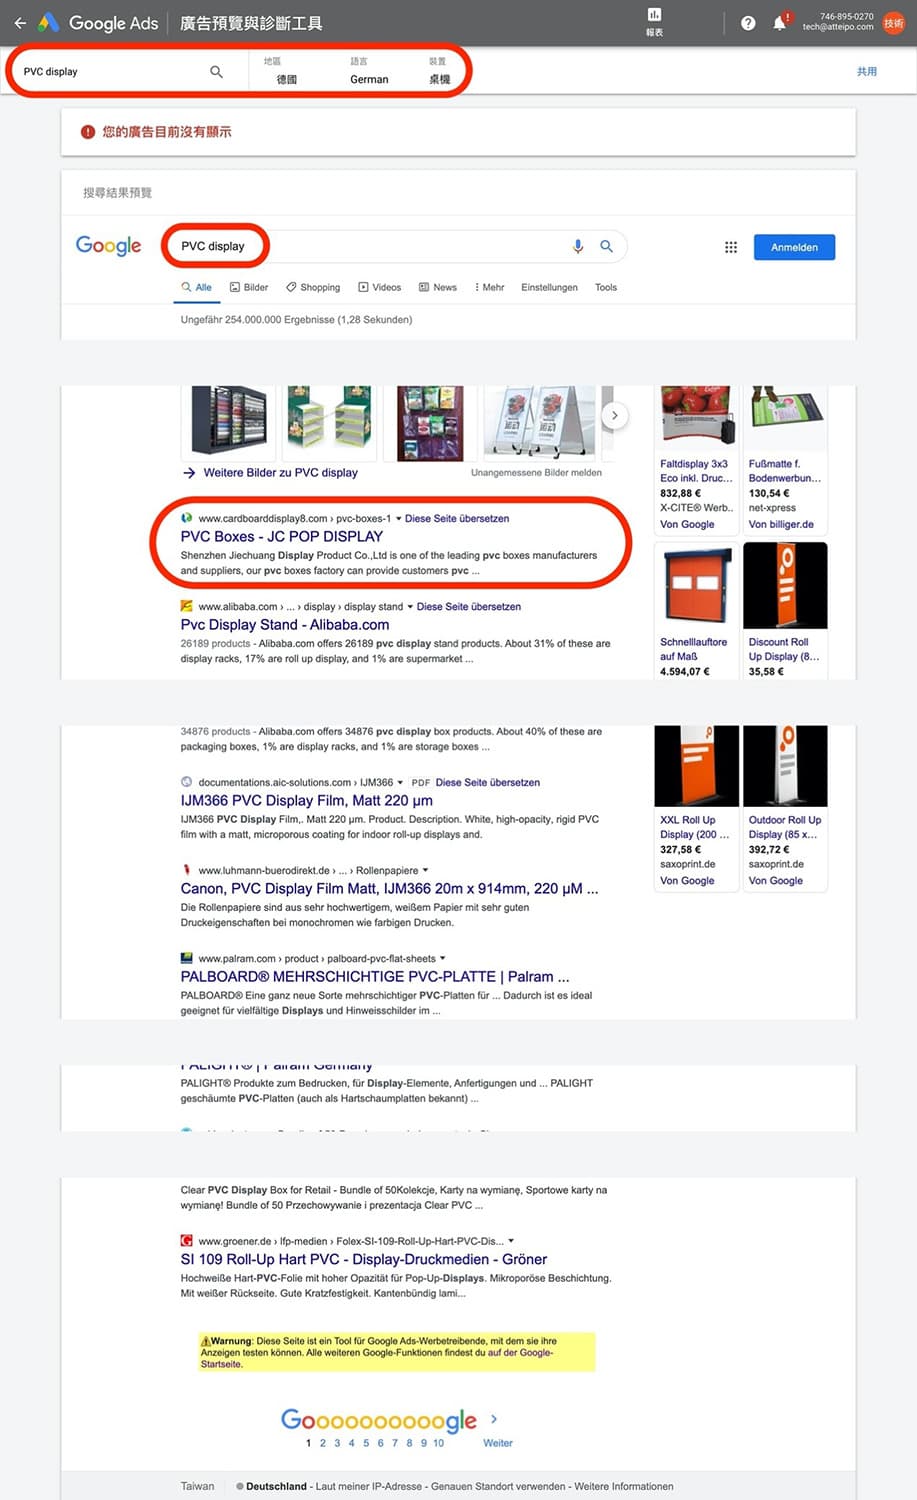 Google Ads 廣告預覽與診斷工具
報表
746-895-0270
tech@atteipo.com
技術
PVC display
地區
德國
語言
German
裝置
桌機
共用
您的廣告目前沒有顯示
搜尋結果預覽
Google
PVC display
Anmelden
Alle Bilder Shopping Videos News Mehr Einstellungen Tools
Ungefähr 254.000.000 Ergebnisse (1,28 Sekunden)
Weitere Bilder zu PVC display
Unangemessene Bilder melden
www.cardboarddisplay8.com › pvc-boxes-1 Diese Seite übersetzen
PVC Boxes - JC POP DISPLAY
Shenzhen Jiechuang Display Product Co.,Ltd is one of the leading pvc boxes manufacturers
and suppliers, our pvc boxes factory can provide customers pvc ...
www.alibaba.com › ... › display › display stand Diese Seite übersetzen
Pvc Display Stand - Alibaba.com
26189 products - Alibaba.com offers 26189 pvc display stand products. About 31% of these are
display racks, 17% are roll up display, and 1% are supermarket ...
Faltdisplay 3x3
Eco inkl. Druc...
832,88 €
X-CITE® Werb..
Von Google
Fußmatte f.
Bodenwerbun...
130,54 €
net-xpress
Von billiger.de
Schnelllauftore
auf Maß
4.594,07 €
Discount Roll
Up Display (8...
35,58 €
34876 products - Alibaba.com offers 34876 pvc display box products. About 40% of these are
packaging boxes, 1% are display racks, and 1% are storage boxes ...
documentations.aic-solutions.com › IJM366 PDF Diese Seite übersetzen
IJM366 PVC Display Film, Matt 220 µm
IJM366 PVC Display Film,. Matt 220 µm. Product. Description. White, high-opacity, rigid PVC
film with a matt, microporous coating for indoor roll-up displays and.
www.luhmann-buerodirekt.de › ... › Rollenpapiere
Canon, PVC Display Film Matt, IJM366 20m x 914mm, 220 µM ...
Die Rollenpapiere sind aus sehr hochwertigem, weißem Papier mit sehr guten
Druckeigenschaften bei monochromen wie farbigen Drucken.
www.palram.com › product › palboard-pvc-flat-sheets
PALBOARD® MEHRSCHICHTIGE PVC-PLATTE | Palram ...
PALBOARD® Eine ganz neue Sorte mehrschichtiger PVC-Platten für ... Dadurch ist es ideal
geeignet für vielfältige Displays und Hinweisschilder im ...
XXL Roll Up
Display (200 ...
327,58 €
saxoprint.de
Von Google
Outdoor Roll Up
Display (85 x...
392,72 €
saxoprint.de
Von Google
PALIGHT® | Palram Germany
PALIGHT® Produkte zum Bedrucken, für Display-Elemente, Anfertigungen und ... PALIGHT
geschäumte PVC-Platten (auch als Hartschaumplatten bekannt) ...
Clear PVC Display Box for Retail - Bundle of 50Kolekcje, Karty na wymianę, Sportowe karty na
wymianę! Bundle of 50 Przechowywanie i prezentacja Clear PVC ...
www.groener.de › lfp-medien › Folex-SI-109-Roll-Up-Hart-PVC-Dis...
SI 109 Roll-Up Hart PVC - Display-Druckmedien - Gröner
Hochweiße Hart-PVC-Folie mit hoher Opazität für Pop-Up-Displays. Mikroporöse Beschichtung.
Mit weißer Rückseite. Gute Kratzfestigkeit. Kantenbündig lami...
Warnung: Diese Seite ist ein Tool für Google Ads-Werbetreibende, mit dem sie ihre
Anzeigen testen können. Alle weiteren Google-Funktionen findest du auf der Google-
Startseite.
Goooooooooogle
1 2 3 4 5 6 7 8 9 10 Weiter
Taiwan Deutschland - Laut meiner IP-Adresse - Genauen Standort verwenden - Weitere Informationen